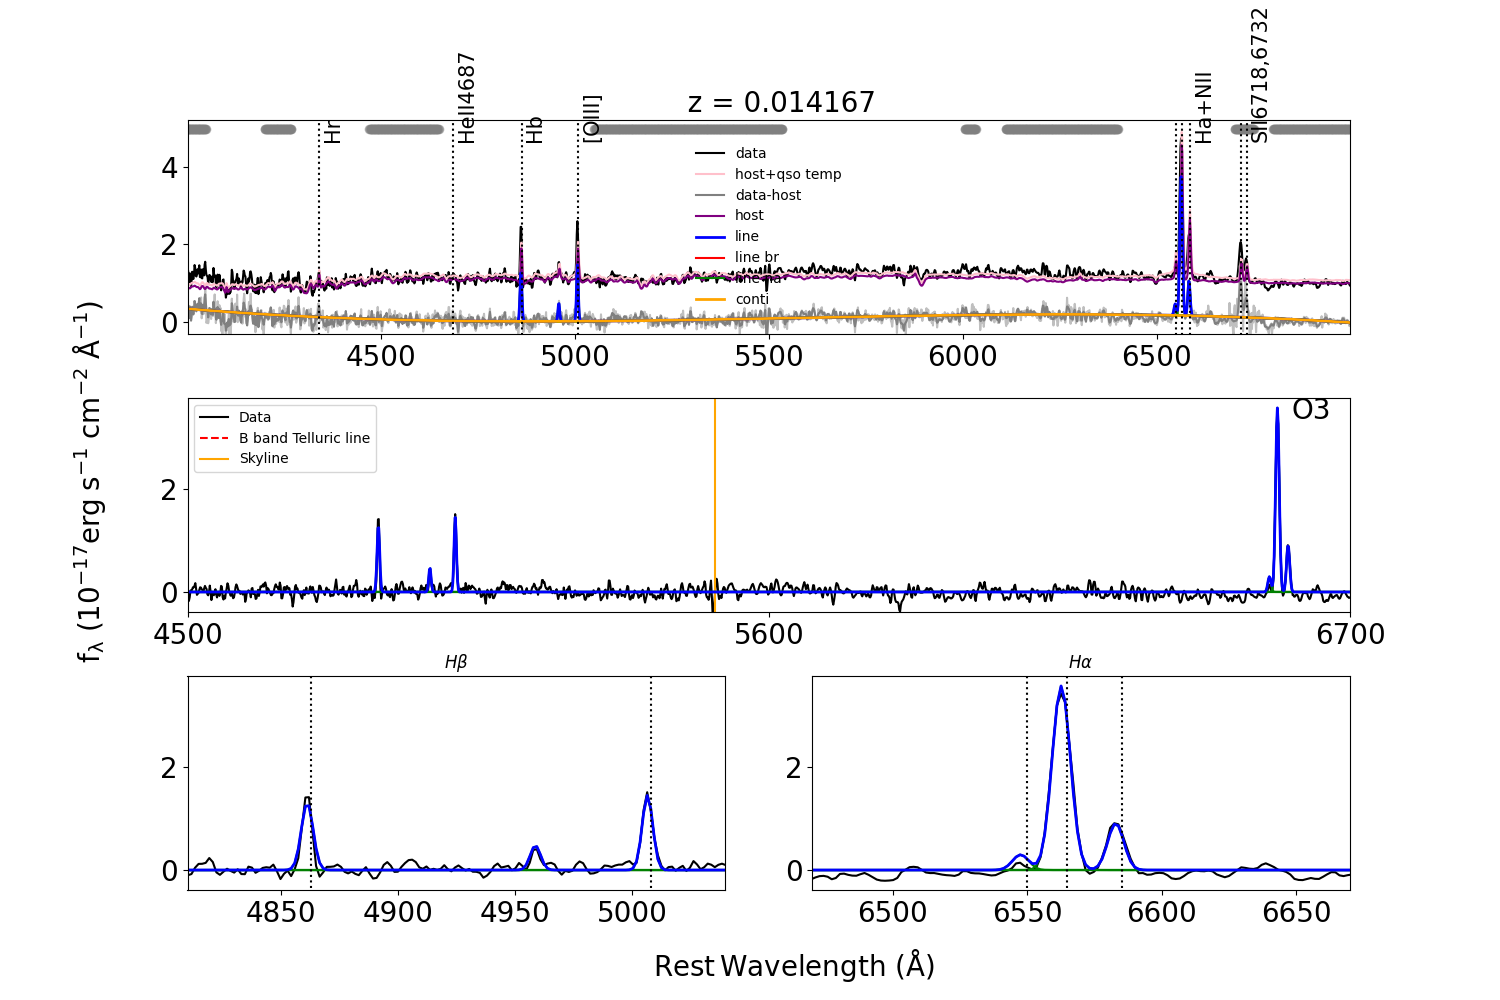 z = 0.014167
Hr
HeII4687
Hb
[OIII]
Ha+NII
SII6718,6732
data
host+qso temp
data-host
host
line
line br
line na
conti
4
2
0
4500 5000 5500 6000 6500
Data
B band Telluric line
Skyline
O3
2
0
4500 5600 6700
fλ (10⁻¹⁷erg s⁻¹ cm⁻² Å⁻¹)
Hβ
2
0
4850 4900 4950 5000
Hα
2
0
6500 6550 6600 6650
Rest Wavelength (Å)